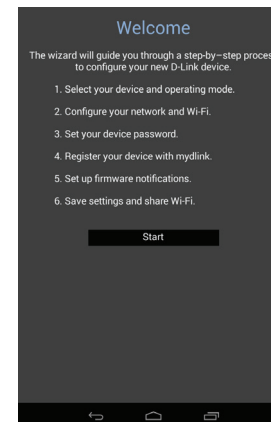 Welcome
The wizard will guide you through a step-by-step proces
to configure your new D-Link device.
1. Select your device and operating mode.
2. Configure your network and Wi-Fi.
3. Set your device password.
4. Register your device with mydlink.
5. Set up firmware notifications.
6. Save settings and share Wi-Fi.
Start